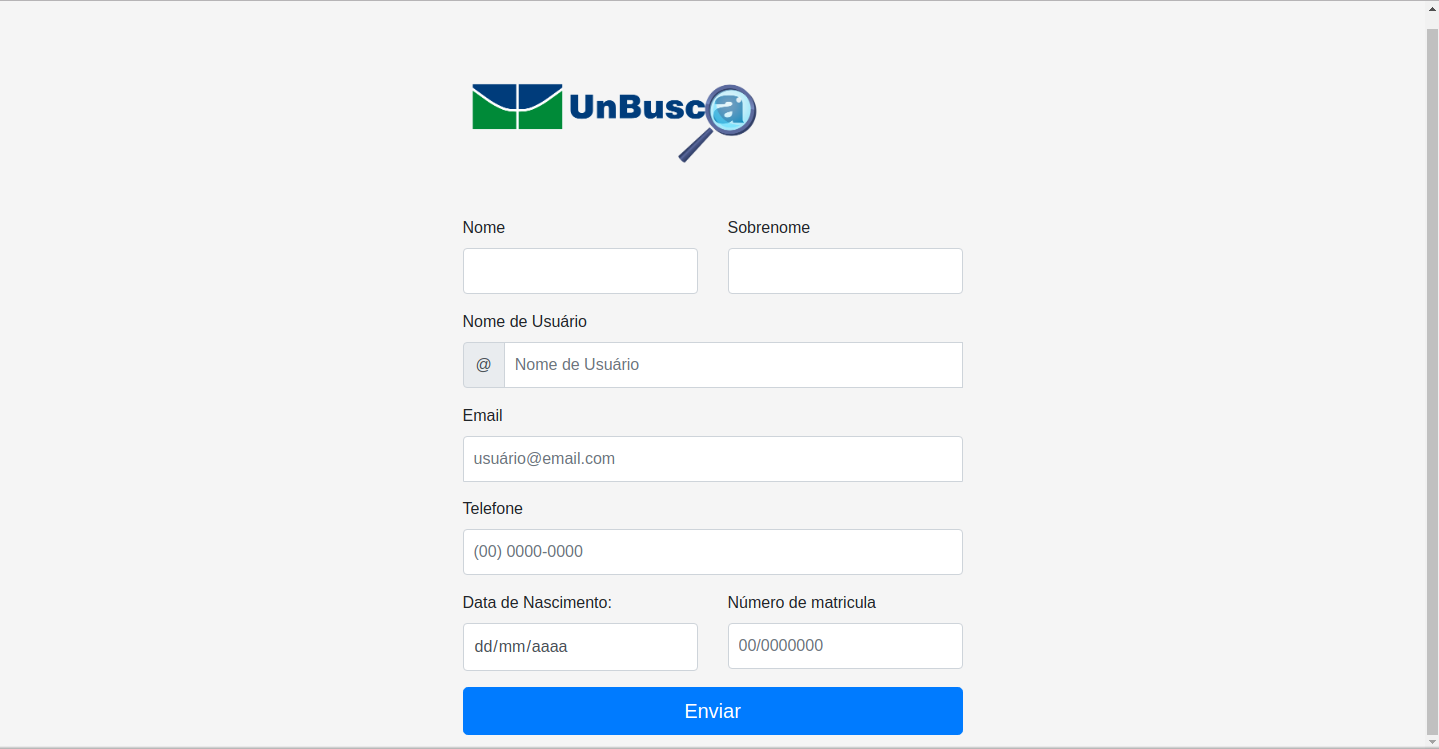 UnBusca
Nome Sobrenome
Nome de Usuário
@ Nome de Usuário
Email
usuário@email.com
Telefone
(00) 0000-0000
Data de Nascimento: Número de matricula
dd/mm/aaaa 00/0000000
Enviar